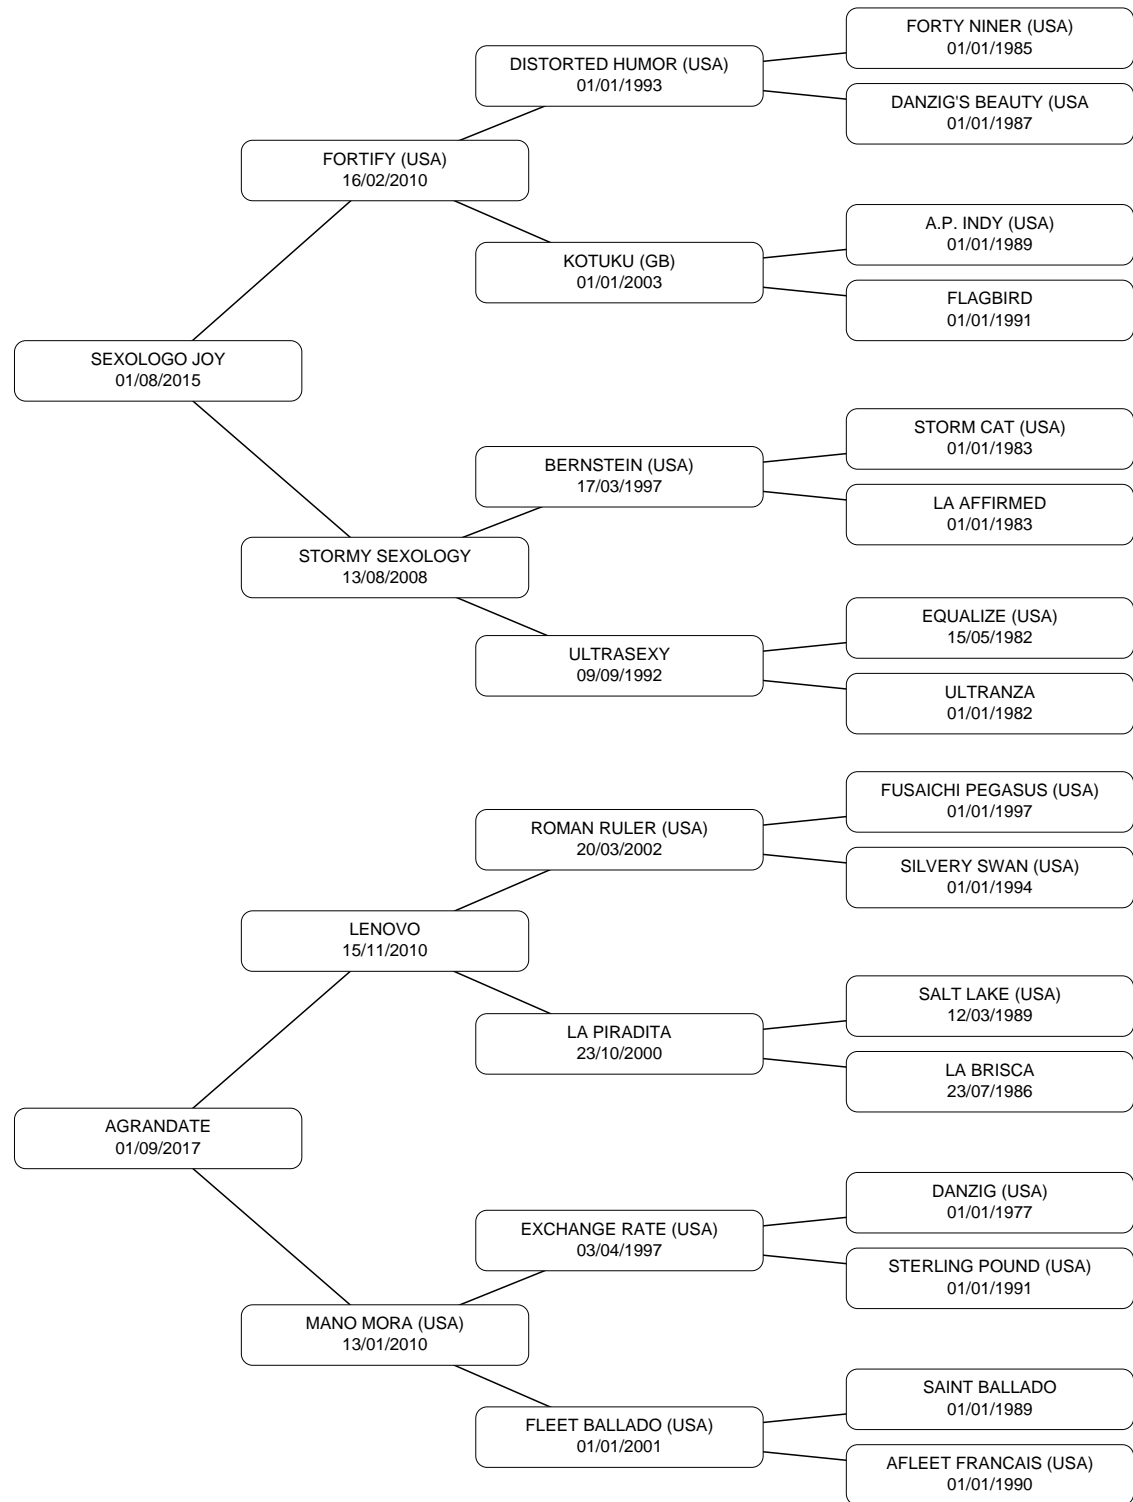 FORTY NINER (USA)
01/01/1985
DISTORTED HUMOR (USA)
01/01/1993
DANZIG'S BEAUTY (USA
01/01/1987
FORTIFY (USA)
16/02/2010
A.P. INDY (USA)
01/01/1989
KOTUKU (GB)
01/01/2003
FLAGBIRD
01/01/1991
SEXOLOGO JOY
01/08/2015
STORM CAT (USA)
01/01/1983
BERNSTEIN (USA)
17/03/1997
LA AFFIRMED
01/01/1983
STORMY SEXOLOGY
13/08/2008
EQUALIZE (USA)
15/05/1982
ULTRASEXY
09/09/1992
ULTRANZA
01/01/1982
FUSAICHI PEGASUS (USA)
01/01/1997
ROMAN RULER (USA)
20/03/2002
SILVERY SWAN (USA)
01/01/1994
LENOVO
15/11/2010
SALT LAKE (USA)
12/03/1989
LA PIRADITA
23/10/2000
LA BRISCA
23/07/1986
AGRANDATE
01/09/2017
DANZIG (USA)
01/01/1977
EXCHANGE RATE (USA)
03/04/1997
STERLING POUND (USA)
01/01/1991
MANO MORA (USA)
13/01/2010
SAINT BALLADO
01/01/1989
FLEET BALLADO (USA)
01/01/2001
AFLEET FRANCAIS (USA)
01/01/1990